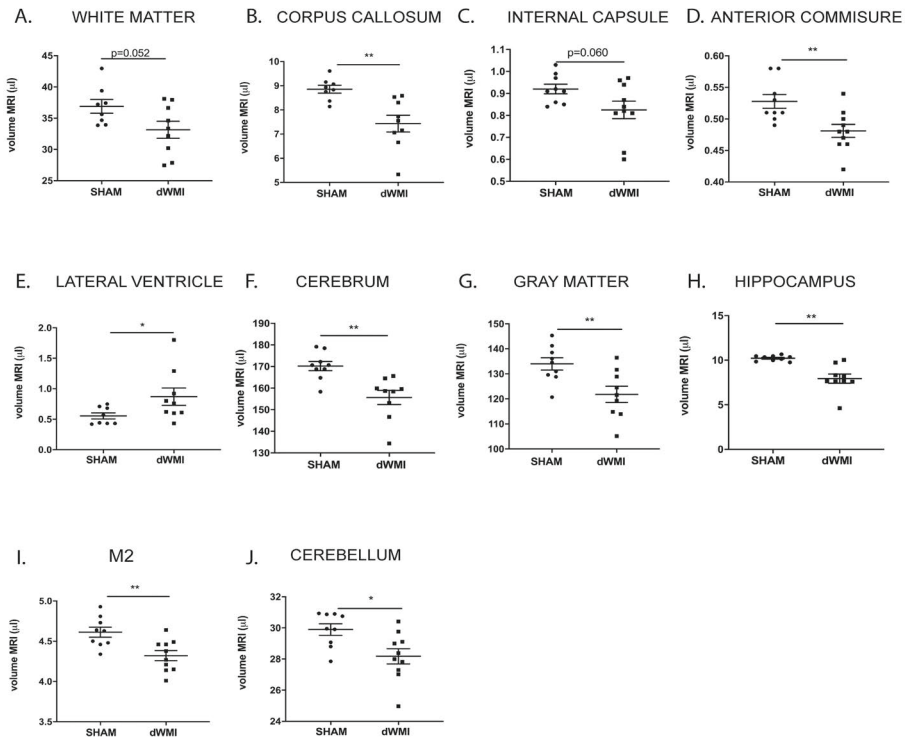 A. WHITE MATTER
p=0.052
volume MRI (µl)
45
40
35
30
25
SHAM dWMI
B. CORPUS CALLOSUM
**
volume MRI (µl)
10
9
8
7
6
5
SHAM dWMI
C. INTERNAL CAPSULE
p=0.060
volume MRI (µl)
1.1
1.0
0.9
0.8
0.7
0.6
0.5
SHAM dWMI
D. ANTERIOR COMMISURE
**
volume MRI (µl)
0.60
0.55
0.50
0.45
0.40
SHAM dWMI
E. LATERAL VENTRICLE
*
volume MRI (µl)
2.0
1.5
1.0
0.5
0.0
SHAM dWMI
F. CEREBRUM
**
volume MRI (µl)
190
180
170
160
150
140
130
SHAM dWMI
G. GRAY MATTER
**
volume MRI (µl)
150
140
130
120
110
100
SHAM dWMI
H. HIPPOCAMPUS
**
volume MRI (µl)
15
10
5
0
SHAM dWMI
I. M2
**
volume MRI (µl)
5.0
4.5
4.0
3.5
SHAM dWMI
J. CEREBELLUM
*
volume MRI (µl)
32
30
28
26
24
SHAM dWMI